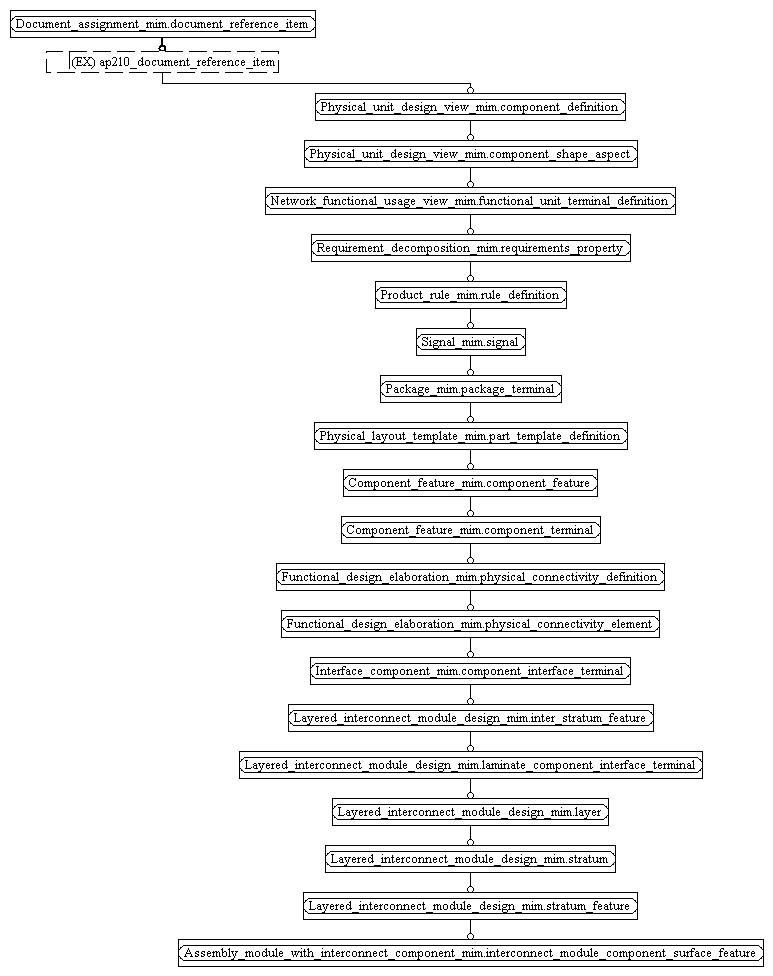 Document_assignment_mim.document_reference_item
(EX) ap210_document_reference_item
Physical_unit_design_view_mim.component_definition
Physical_unit_design_view_mim.component_shape_aspect
Network_functional_usage_view_mim.functional_unit_terminal_definition
Requirement_decomposition_mim.requirements_property
Product_rule_mim.rule_definition
Signal_mim.signal
Package_mim.package_terminal
Physical_layout_template_mim.part_template_definition
Component_feature_mim.component_feature
Component_feature_mim.component_terminal
Functional_design_elaboration_mim.physical_connectivity_definition
Functional_design_elaboration_mim.physical_connectivity_element
Interface_component_mim.component_interface_terminal
Layered_interconnect_module_design_mim.inter_stratum_feature
Layered_interconnect_module_design_mim.laminate_component_interface_terminal
Layered_interconnect_module_design_mim.layer
Layered_interconnect_module_design_mim.stratum
Layered_interconnect_module_design_mim.stratum_feature
Assembly_module_with_interconnect_component_mim.interconnect_module_component_surface_feature